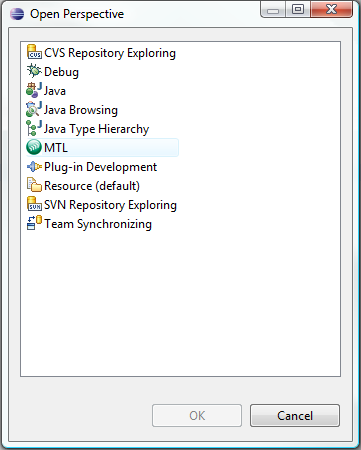 Open Perspective
CVS Repository Exploring
Debug
Java
Java Browsing
Java Type Hierarchy
MTL
Plug-in Development
Resource (default)
SVN Repository Exploring
Team Synchronizing
OK
Cancel